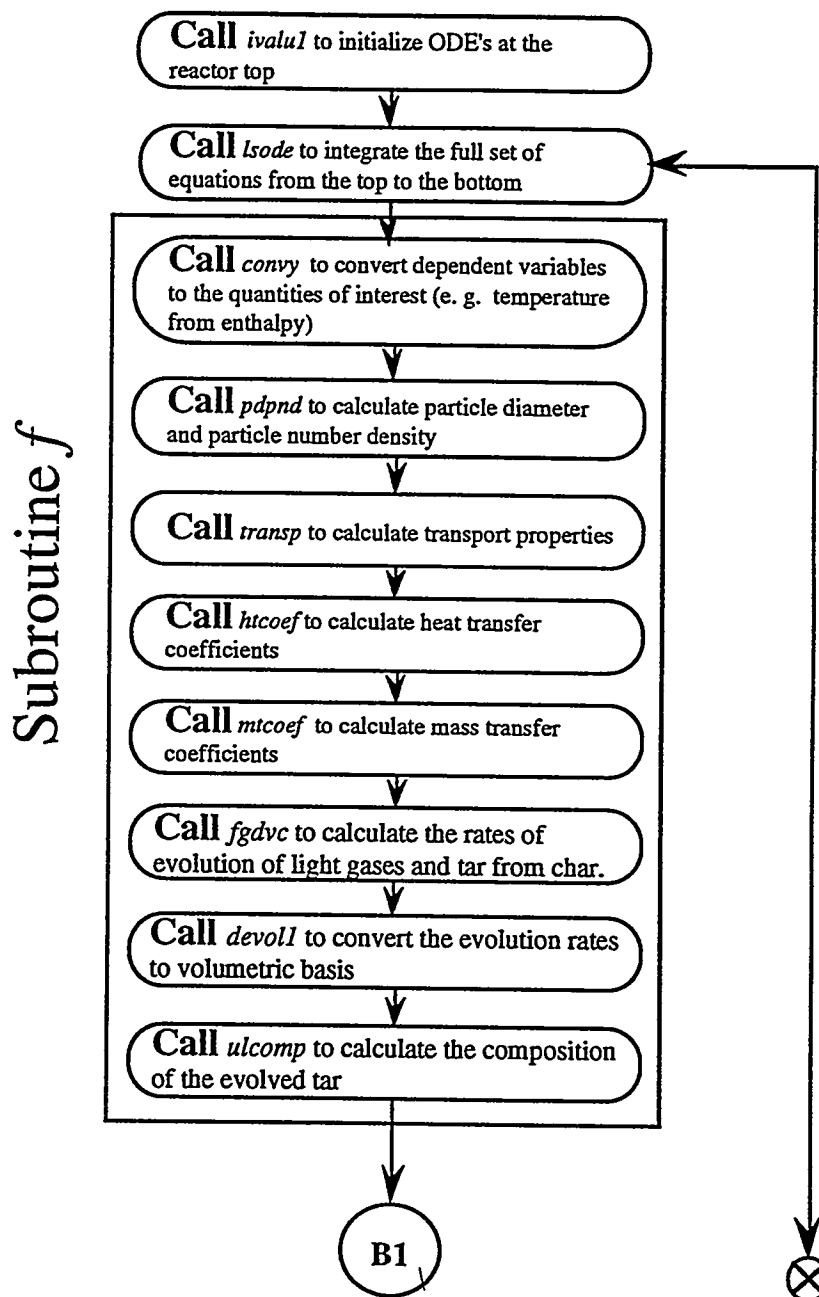 Call ivalu1 to initialize ODE's at the
reactor top
Call lsode to integrate the full set of
equations from the top to the bottom
Call convy to convert dependent variables
to the quantities of interest (e. g. temperature
from enthalpy)
Call pdpnd to calculate particle diameter
and particle number density
Call transp to calculate transport properties
Call htcoef to calculate heat transfer
coefficients
Call mtcoef to calculate mass transfer
coefficients
Call fgdvc to calculate the rates of
evolution of light gases and tar from char.
Call devol1 to convert the evolution rates
to volumetric basis
Call ulcomp to calculate the composition
of the evolved tar
Subroutine f
B1